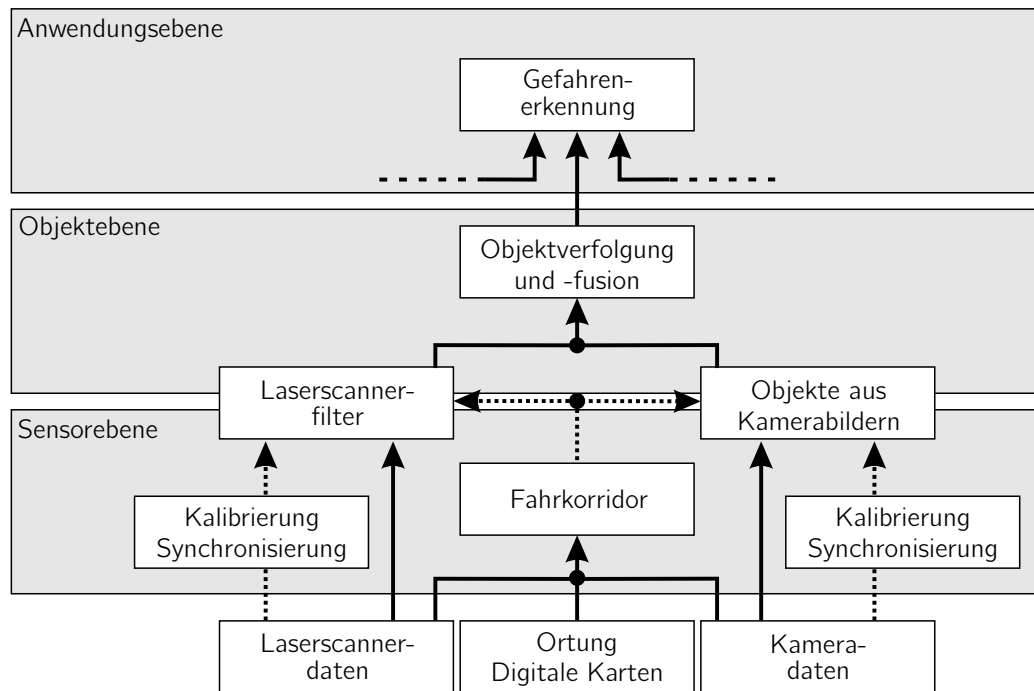 Anwendungsebene
Gefahren-
erkennung
Objektebene
Objektverfolgung
und -fusion
Laserscanner-
filter
Objekte aus
Kamerabildern
Sensorebene
Fahrkorridor
Kalibrierung
Synchronisierung
Kalibrierung
Synchronisierung
Laserscanner-
daten
Ortung
Digitale Karten
Kamera-
daten